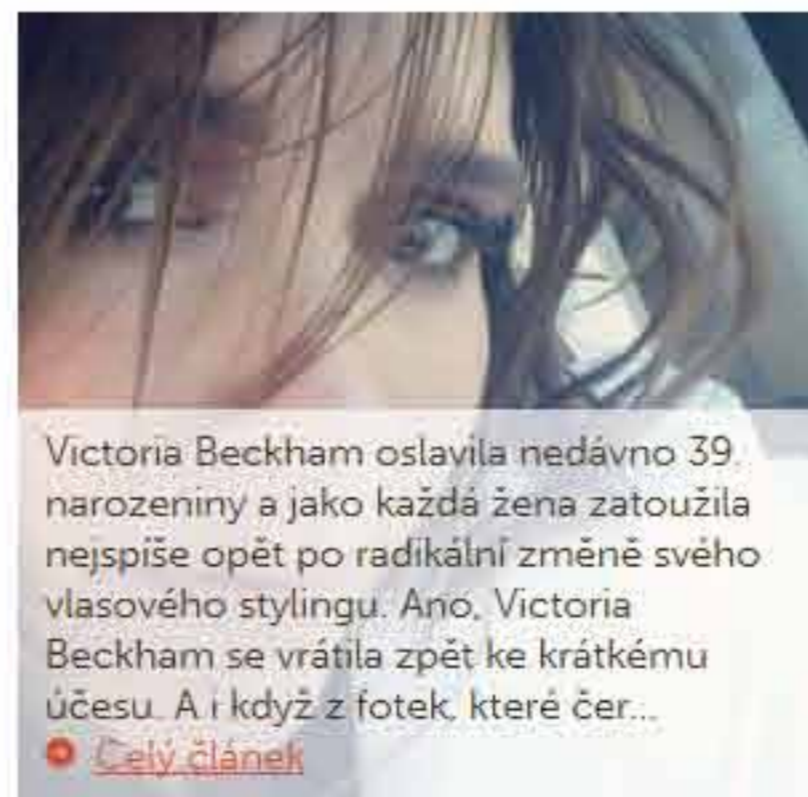 Victoria Beckham oslavila nedávno 39.
narozeniny a jako každá žena zatoužila
nejspíše opět po radikální změně svého
vlasového stylingu. Ano, Victoria
Beckham se vrátila zpět ke krátkému
účesu. A i když z fotek, které čer...
Celý článek